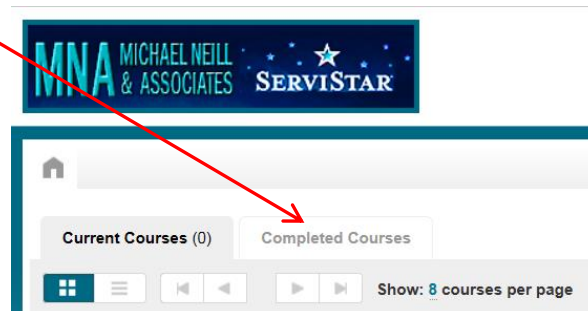 MNA MICHAEL NEILL
& ASSOCIATES
SERVISTAR
Current Courses (0)
Completed Courses
Show: 8 courses per page